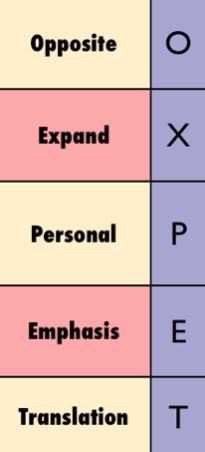 Opposite O
Expand X
Personal P
Emphasis E
Translation T